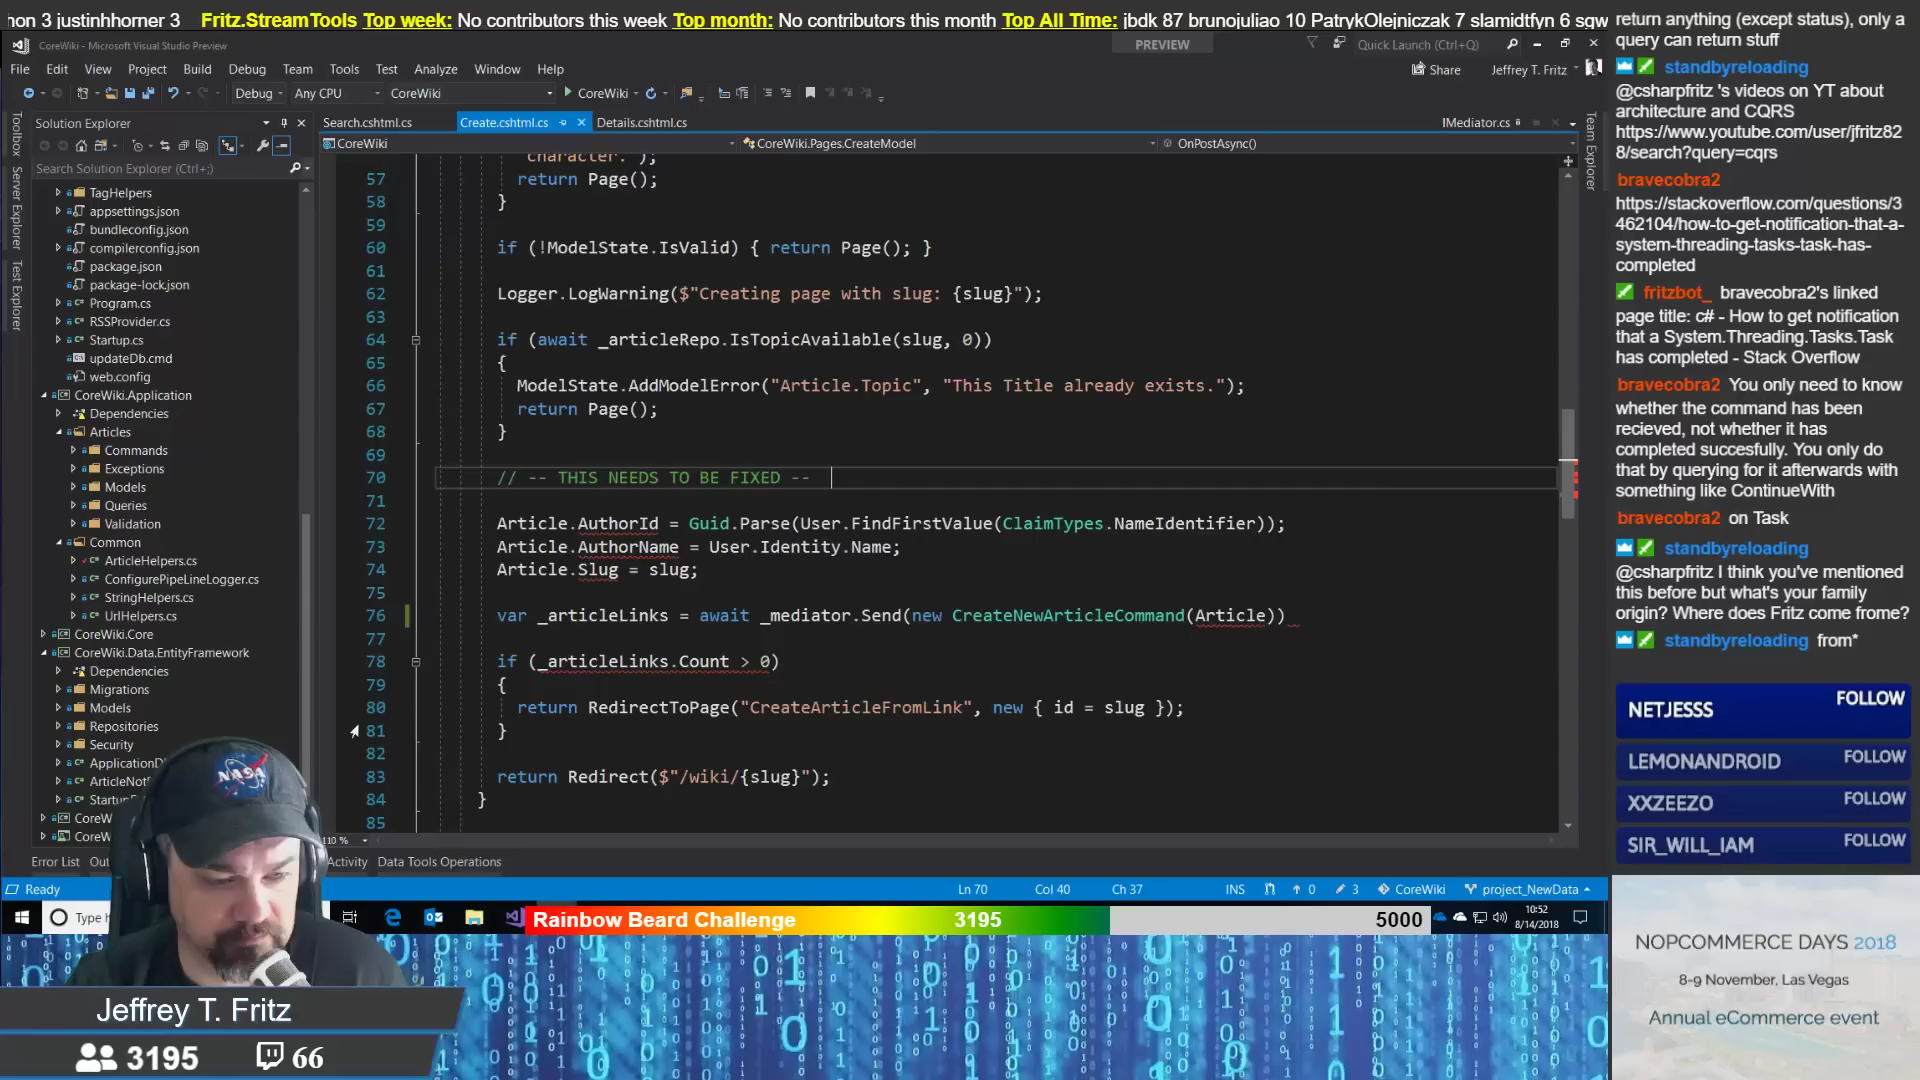 hon 3 justinhhorner 3 Fritz.StreamTools Top week: No contributors this week Top month: No contributors this month Top All Time: jbdk 87 brunojuliao 10 PatrykOlejniczak 7 slamidtfyn 6 sqw
CoreWiki - Microsoft Visual Studio Preview
PREVIEW
Quick Launch (Ctrl+Q)
File Edit View Project Build Debug Team Tools Test Analyze Window Help
Share
Jeffrey T. Fritz
Debug Any CPU CoreWiki CoreWiki
Toolbox
Server Explorer
Test Explorer
Solution Explorer
Search Solution Explorer (Ctrl+;)
TagHelpers
appsettings.json
bundleconfig.json
compilerconfig.json
package.json
package-lock.json
Program.cs
RSSProvider.cs
Startup.cs
updateDb.cmd
web.config
CoreWiki.Application
Dependencies
Articles
Commands
Exceptions
Models
Queries
Validation
Common
ArticleHelpers.cs
ConfigurePipeLineLogger.cs
StringHelpers.cs
UrlHelpers.cs
CoreWiki.Core
CoreWiki.Data.EntityFramework
Dependencies
Migrations
Models
Repositories
Security
ApplicationD
ArticleNotF
Startup
CoreW
CoreW
Search.cshtml.cs Create.cshtml.cs Details.cshtml.cs IMediator.cs
CoreWiki CoreWiki.Pages.CreateModel OnPostAsync()
Team Explorer
character.");
57 return Page();
58 }
59
60 if (!ModelState.IsValid) { return Page(); }
61
62 Logger.LogWarning($"Creating page with slug: {slug}");
63
64 if (await _articleRepo.IsTopicAvailable(slug, 0))
65 {
66 ModelState.AddModelError("Article.Topic", "This Title already exists.");
67 return Page();
68 }
69
70 // -- THIS NEEDS TO BE FIXED --
71
72 Article.AuthorId = Guid.Parse(User.FindFirstValue(ClaimTypes.NameIdentifier));
73 Article.AuthorName = User.Identity.Name;
74 Article.Slug = slug;
75
76 var _articleLinks = await _mediator.Send(new CreateNewArticleCommand(Article))
77
78 if (_articleLinks.Count > 0)
79 {
80 return RedirectToPage("CreateArticleFromLink", new { id = slug });
81 }
82
83 return Redirect($"/wiki/{slug}");
84 }
85
110 %
Error List Out Activity Data Tools Operations
Ready Ln 70 Col 40 Ch 37 INS 0 3 CoreWiki project_NewData
Type h
Rainbow Beard Challenge 3195 5000
10:52
8/14/2018
NASA
Jeffrey T. Fritz
3195 66
return anything (except status), only a
query can return stuff
standbyreloading
@csharpfritz 's videos on YT about
architecture and CQRS
https://www.youtube.com/user/jfritz82
8/search?query=cqrs
bravecobra2
https://stackoverflow.com/questions/3
462104/how-to-get-notification-that-a-
system-threading-tasks-task-has-
completed
fritzbot_ bravecobra2's linked
page title: c# - How to get notification
that a System.Threading.Tasks.Task
has completed - Stack Overflow
bravecobra2 You only need to know
whether the command has been
recieved, not whether it has
completed succesfully. You only do
that by querying for it afterwards with
something like ContinueWith
bravecobra2 on Task
standbyreloading
@csharpfritz I think you've mentioned
this before but what's your family
origin? Where does Fritz come frome?
standbyreloading from*
NETJESSS FOLLOW
LEMONANDROID FOLLOW
XXZEEZO FOLLOW
SIR_WILL_IAM FOLLOW
NOPCOMMERCE DAYS 2018
8-9 November, Las Vegas
Annual eCommerce event